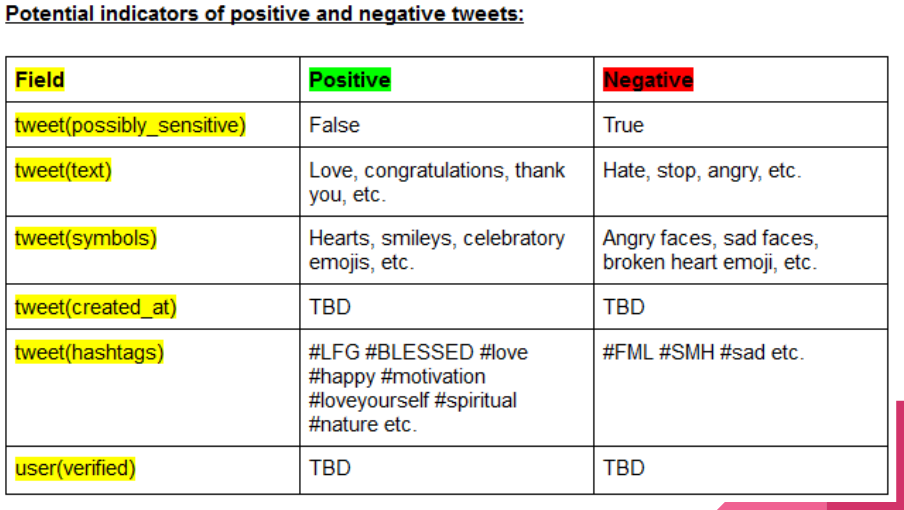 Potential indicators of positive and negative tweets:
Field Positive Negative
tweet(possibly_sensitive) False True
tweet(text) Love, congratulations, thank Hate, stop, angry, etc.
you, etc.
tweet(symbols) Hearts, smileys, celebratory Angry faces, sad faces,
emojis, etc. broken heart emoji, etc.
tweet(created_at) TBD TBD
tweet(hashtags) #LFG #BLESSED #love #FML #SMH #sad etc.
#happy #motivation
#loveyourself #spiritual
#nature etc.
user(verified) TBD TBD